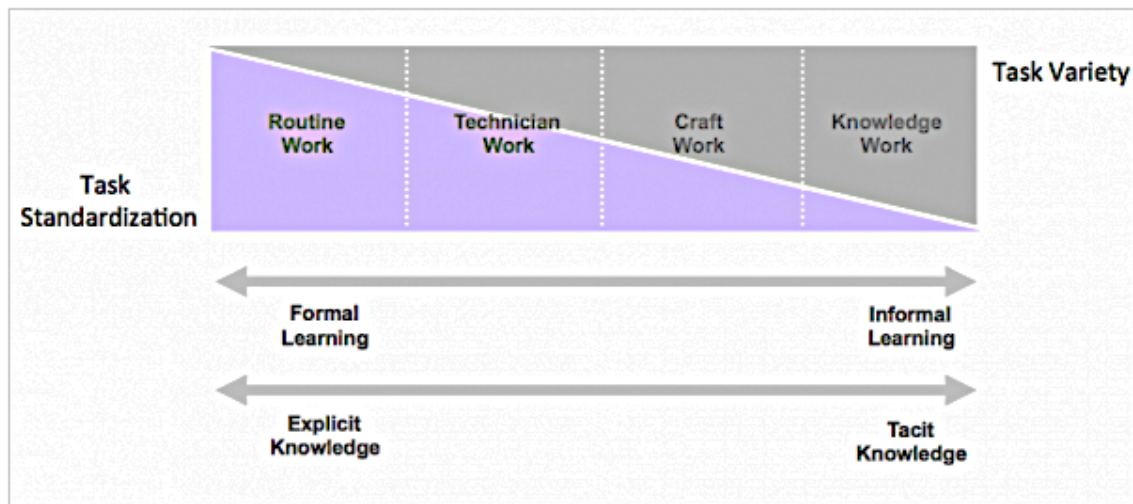 Task Variety
Routine
Work
Technician
Work
Craft
Work
Knowledge
Work
Task
Standardization
Formal
Learning
Informal
Learning
Explicit
Knowledge
Tacit
Knowledge